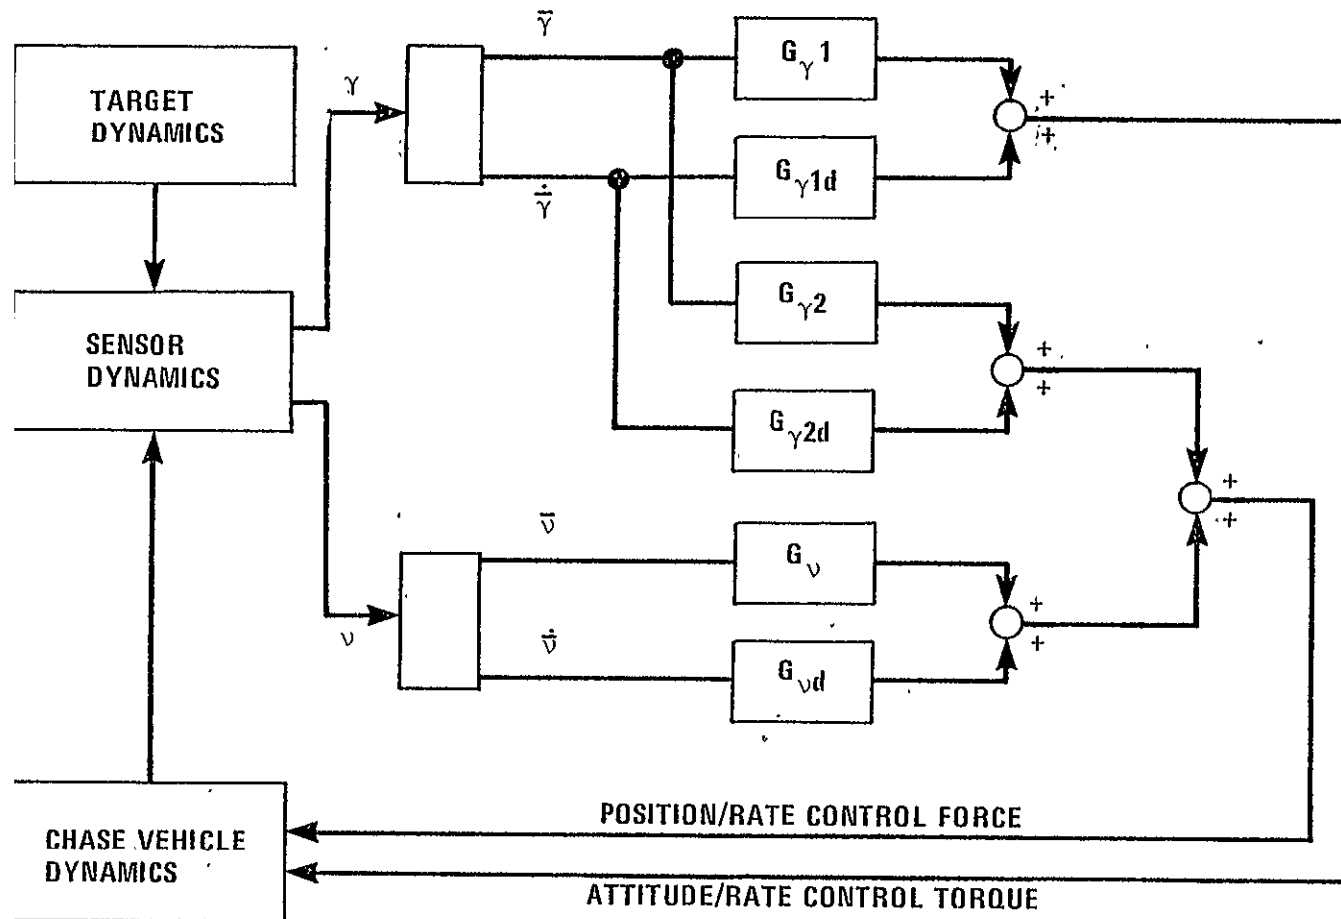 γ̄
G γ 1
TARGET
DYNAMICS
γ
+
+
γ̄̇
G γ1d
G γ2
SENSOR
DYNAMICS
+
+
G γ2d
+
+
ν̄
G ν
+
+
ν
ν̄̇
G νd
POSITION/RATE CONTROL FORCE
CHASE VEHICLE
DYNAMICS
ATTITUDE/RATE CONTROL TORQUE